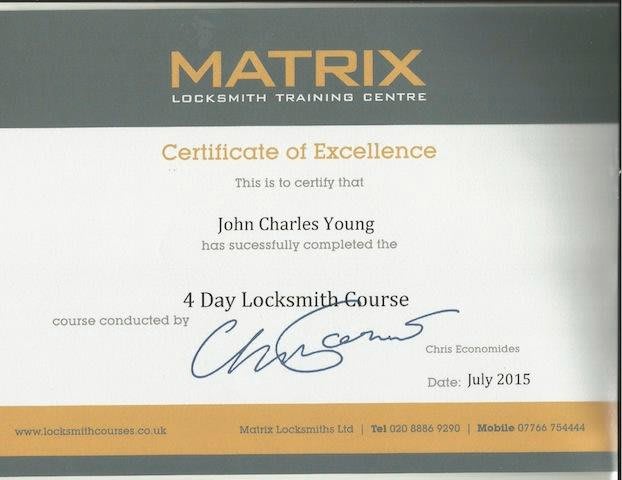 MATRIX
LOCKSMITH TRAINING CENTRE
Certificate of Excellence
This is to certify that
John Charles Young
has sucessfully completed the
4 Day Locksmith Course
course conducted by
Chris Economides
Date: July 2015
www.locksmithcourses.co.uk Matrix Locksmiths Ltd | Tel 020 8886 9290 | Mobile 07766 754444